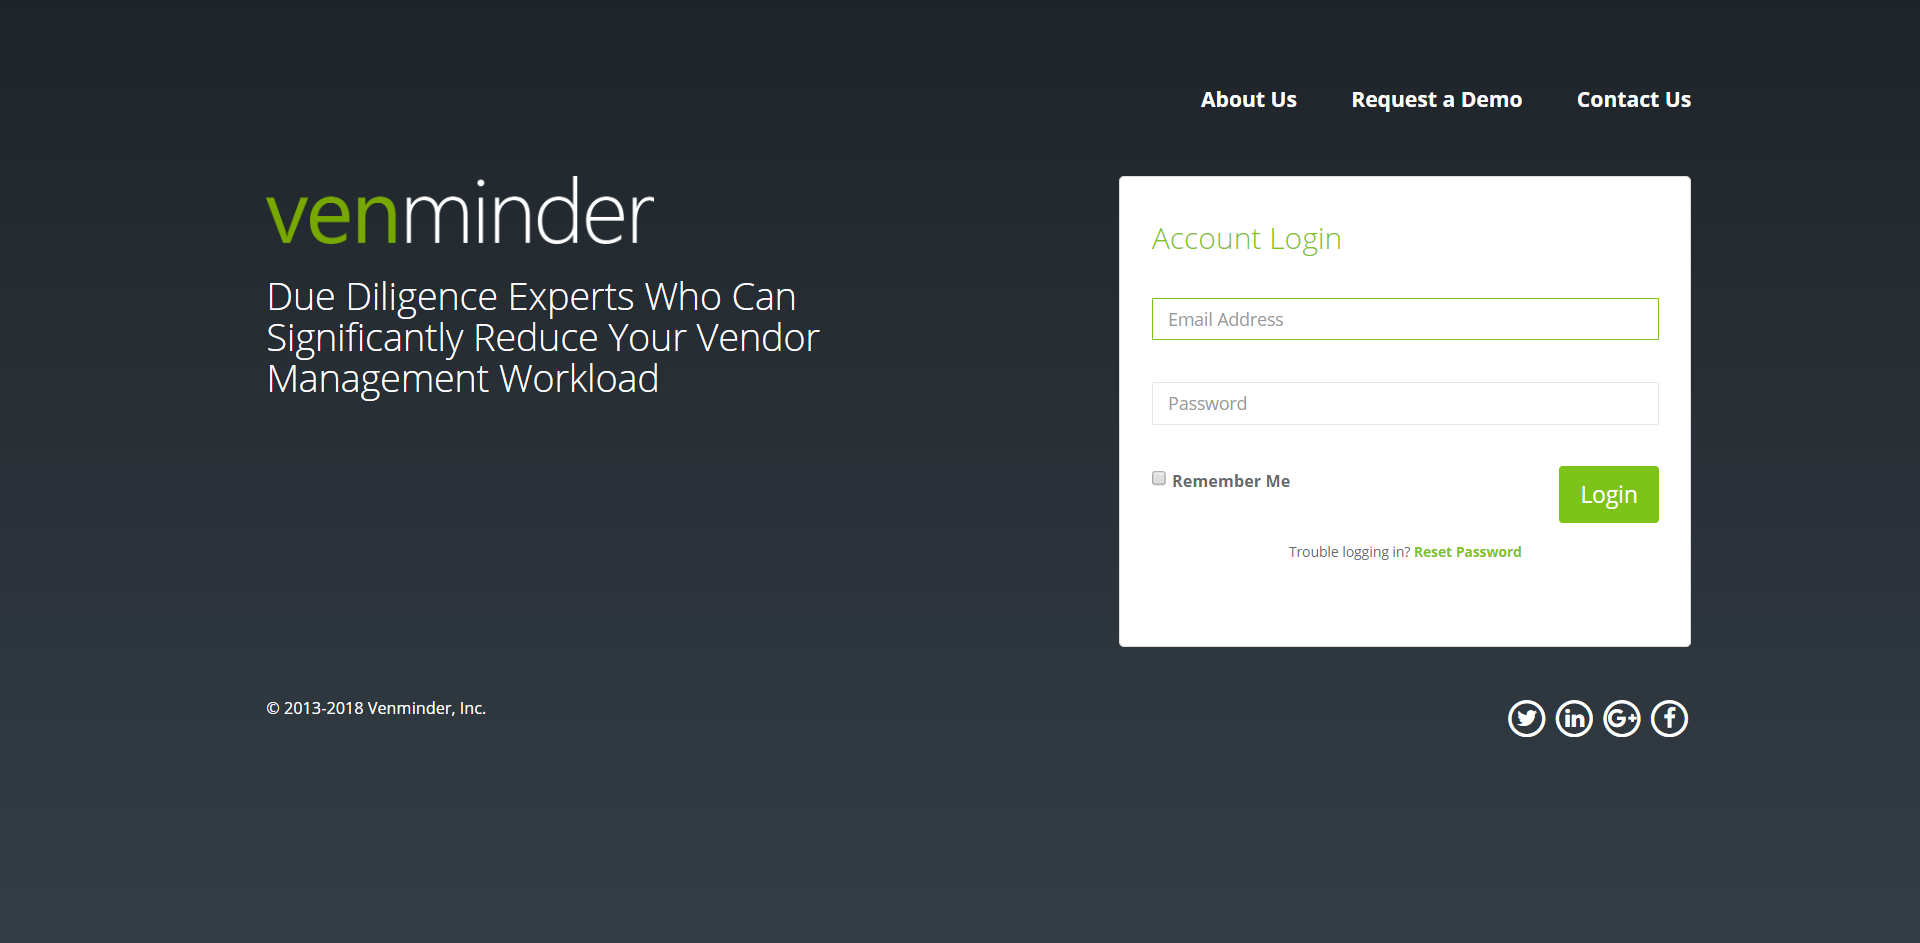 About Us Request a Demo Contact Us
venminder
Due Diligence Experts Who Can
Significantly Reduce Your Vendor
Management Workload
Account Login
Email Address
Password
Remember Me
Login
Trouble logging in? Reset Password
© 2013-2018 Venminder, Inc.